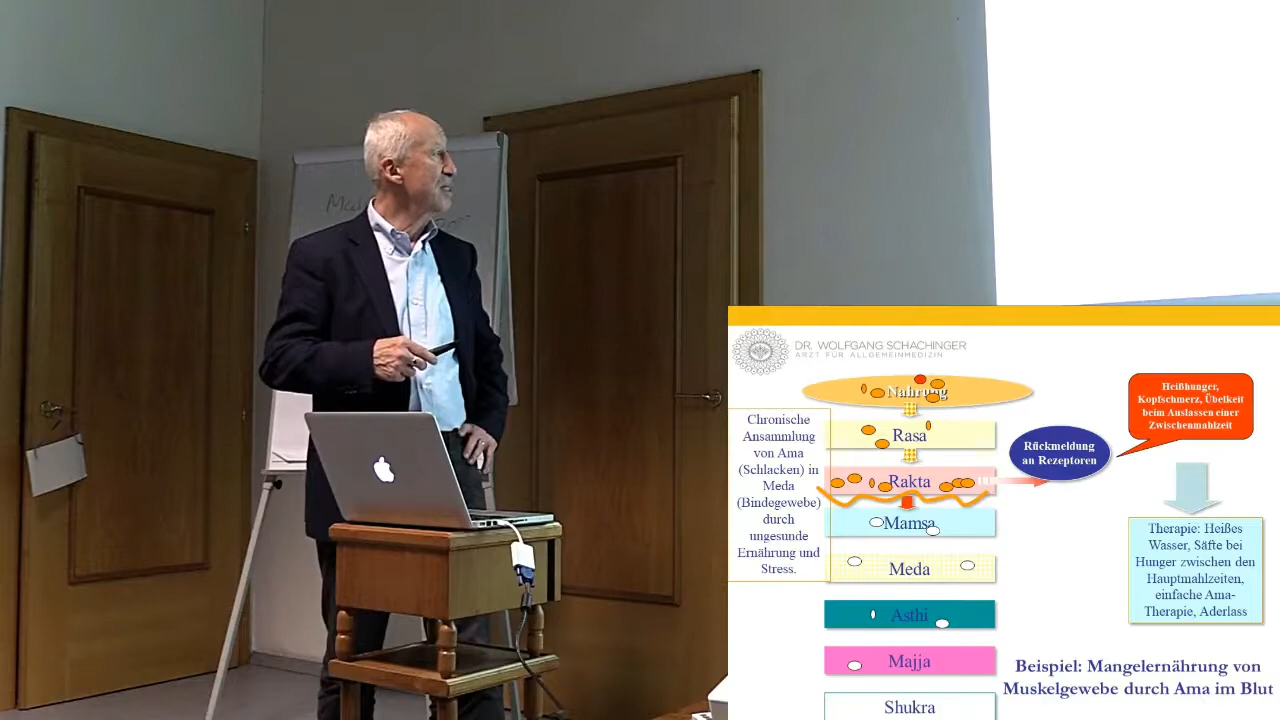 DR. WOLFGANG SCHACHINGER
ARZT FÜR ALLGEMEINMEDIZIN
Nahrung
Rasa
Rakta
Mamsa
Meda
Asthi
Majja
Shukra
Chronische
Ansammlung
von Ama
(Schlacken) in
Meda
(Bindegewebe)
durch
ungesunde
Ernährung und
Stress.
Rückmeldung
an Rezeptoren
Heißhunger,
Kopfschmerz, Übelkeit
beim Auslassen einer
Zwischenmahlzeit
Therapie: Heißes
Wasser, Säfte bei
Hunger zwischen den
Hauptmahlzeiten,
einfache Ama-
Therapie, Aderlass
Beispiel: Mangelernährung von
Muskelgewebe durch Ama im Blut